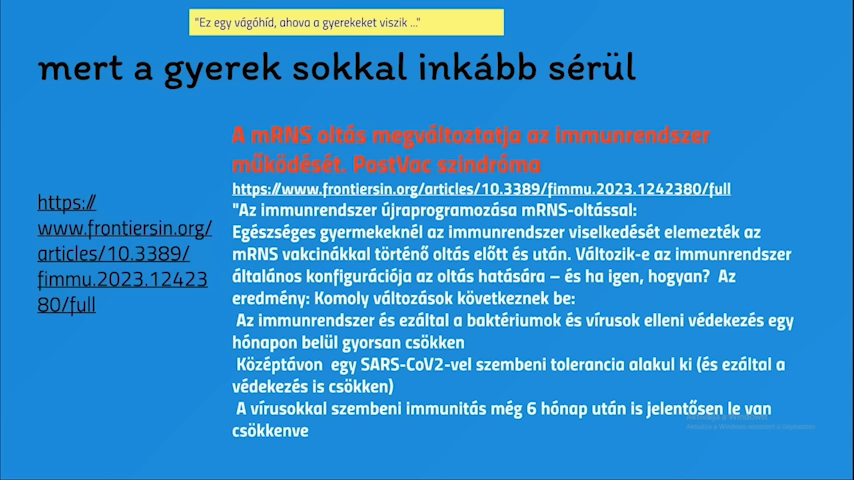 "Ez egy vágóhíd, ahova a gyerekeket viszik ..."
mert a gyerek sokkal inkább sérül
A mRNS oltás megváltoztatja az immunrendszer
működését. PostVac szindróma
https://www.frontiersin.org/articles/10.3389/fimmu.2023.1242380/full
"Az immunrendszer újraprogramozása mRNS-oltással:
Egészséges gyermekeknél az immunrendszer viselkedését elemezték az
mRNS vakcinákkal történő oltás előtt és után. Változik-e az immunrendszer
általános konfigurációja az oltás hatására – és ha igen, hogyan? Az
eredmény: Komoly változások következnek be:
Az immunrendszer és ezáltal a baktériumok és vírusok elleni védekezés egy
hónapon belül gyorsan csökken
Középtávon egy SARS-CoV2-vel szembeni tolerancia alakul ki (és ezáltal a
védekezés is csökken)
A vírusokkal szembeni immunitás még 6 hónap után is jelentősen le van
csökkenve
https://
www.frontiersin.org/
articles/10.3389/
fimmu.2023.12423
80/full